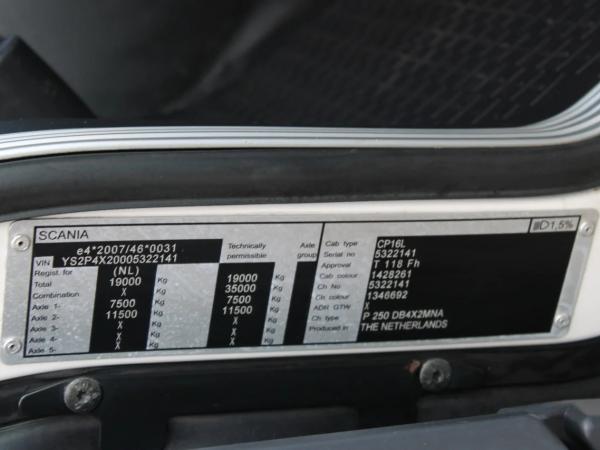 SCANIA
e4*2007/46*0031
VIN YS2P4X20005322141
Technically permissible
Axle group
Regist. for (NL)
Total 19000 Kg 19000 Kg
Combination X Kg 35000 Kg
Axle 1- 7500 Kg 7500 Kg
Axle 2- 11500 Kg 11500 Kg
Axle 3- X Kg X Kg
Axle 4- X Kg X Kg
Axle 5- X Kg X Kg
Cab type CP16L
Serial no 5322141
Approval T 118 Fh
Cab colour 1428261
Ch No 5322141
Ch colour 1346692
ADR GTW X
Ch type P 250 DB4X2MNA
Produced in THE NETHERLANDS
D1,5%